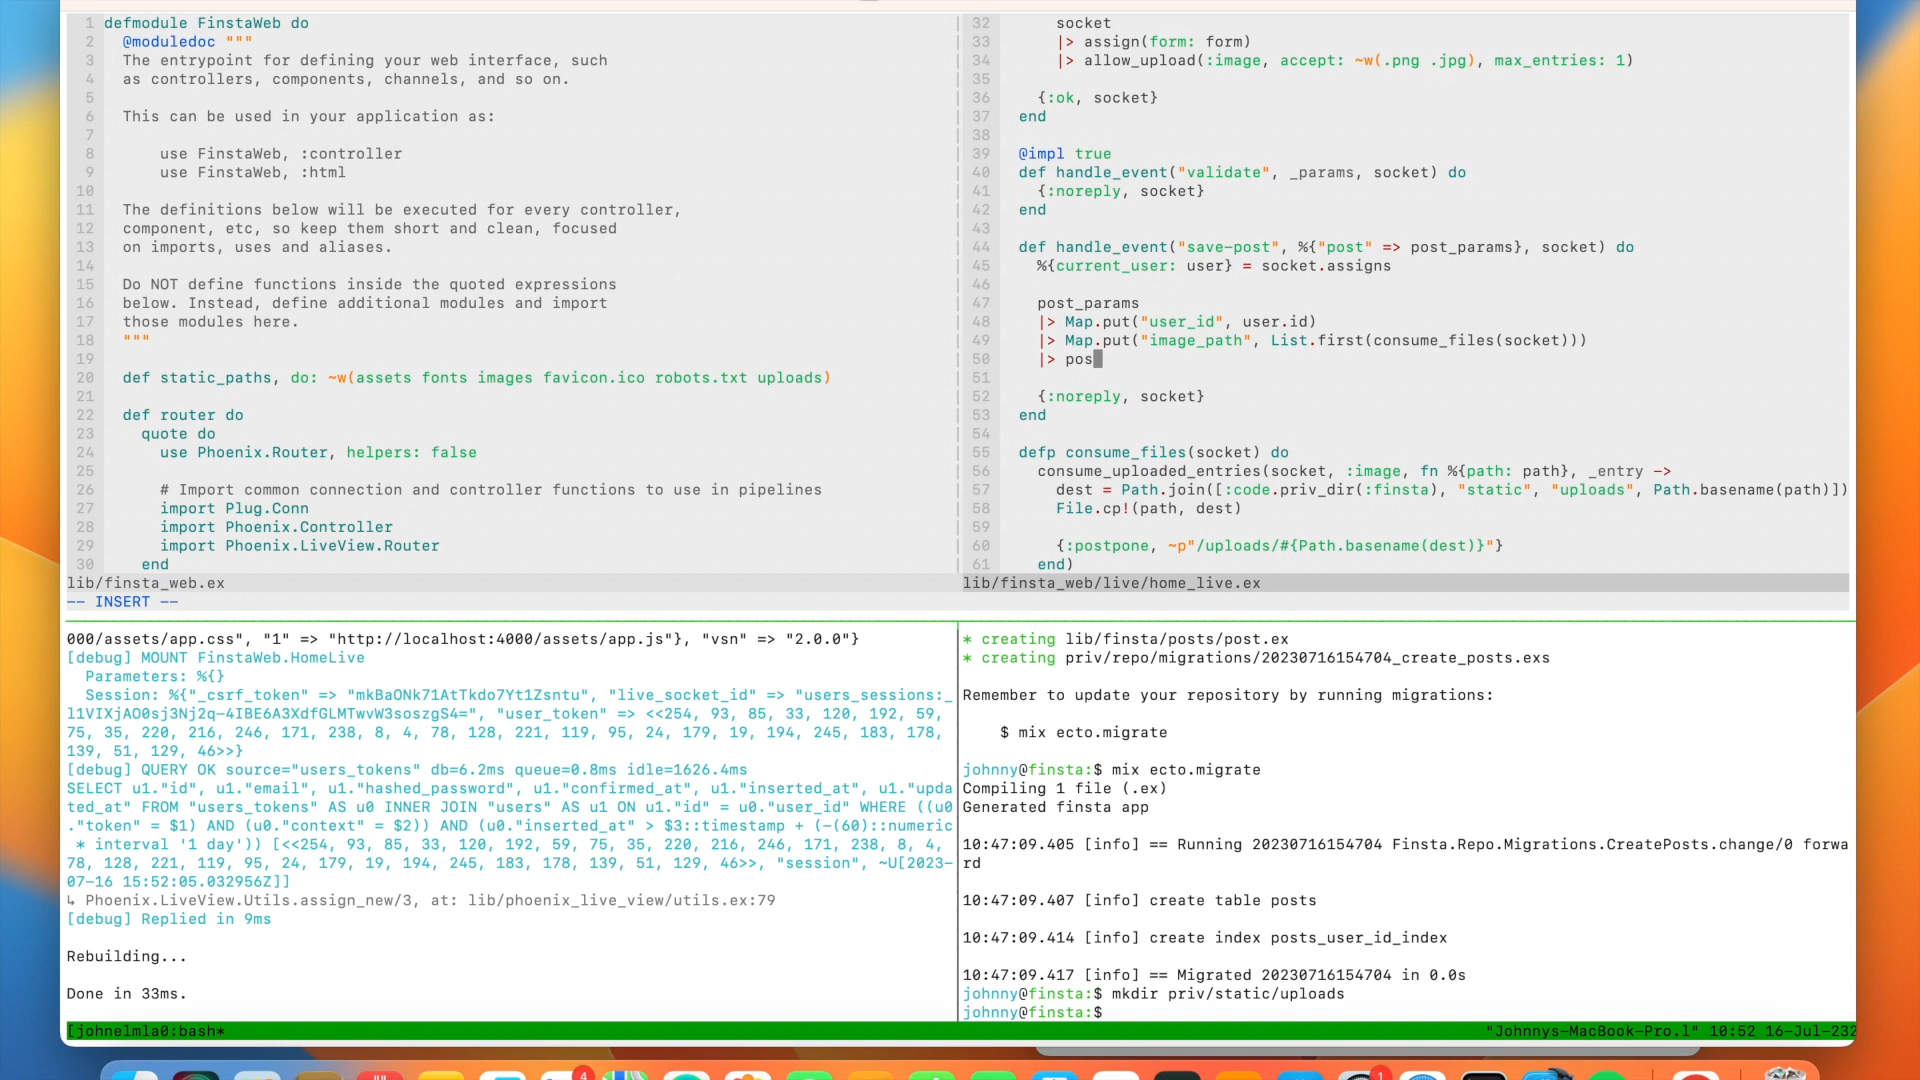 1 defmodule FinstaWeb do
2   @moduledoc """
3   The entrypoint for defining your web interface, such
4   as controllers, components, channels, and so on.
5
6   This can be used in your application as:
7
8       use FinstaWeb, :controller
9       use FinstaWeb, :html
10
11   The definitions below will be executed for every controller,
12   component, etc, so keep them short and clean, focused
13   on imports, uses and aliases.
14
15   Do NOT define functions inside the quoted expressions
16   below. Instead, define additional modules and import
17   those modules here.
18   """
19
20   def static_paths, do: ~w(assets fonts images favicon.ico robots.txt uploads)
21
22   def router do
23     quote do
24       use Phoenix.Router, helpers: false
25
26       # Import common connection and controller functions to use in pipelines
27       import Plug.Conn
28       import Phoenix.Controller
29       import Phoenix.LiveView.Router
30     end
lib/finsta_web.ex
-- INSERT --
32     socket
33     |> assign(form: form)
34     |> allow_upload(:image, accept: ~w(.png .jpg), max_entries: 1)
35
36   {:ok, socket}
37 end
38
39 @impl true
40 def handle_event("validate", _params, socket) do
41   {:noreply, socket}
42 end
43
44 def handle_event("save-post", %{"post" => post_params}, socket) do
45   %{current_user: user} = socket.assigns
46
47   post_params
48   |> Map.put("user_id", user.id)
49   |> Map.put("image_path", List.first(consume_files(socket)))
50   |> pos
51
52   {:noreply, socket}
53 end
54
55 defp consume_files(socket) do
56   consume_uploaded_entries(socket, :image, fn %{path: path}, _entry ->
57     dest = Path.join([:code.priv_dir(:finsta), "static", "uploads", Path.basename(path)])
58     File.cp!(path, dest)
59
60     {:postpone, ~p"/uploads/#{Path.basename(dest)}"}
61   end)
lib/finsta_web/live/home_live.ex
000/assets/app.css", "1" => "http://localhost:4000/assets/app.js"}, "vsn" => "2.0.0"}
[debug] MOUNT FinstaWeb.HomeLive
  Parameters: %{}
  Session: %{"_csrf_token" => "mkBaONk71AtTkdo7Yt1Zsntu", "live_socket_id" => "users_sessions:_
l1VIXjAO0sj3Nj2q-4IBE6A3XdfGLMTwvW3soszgS4=", "user_token" => <<254, 93, 85, 33, 120, 192, 59,
75, 35, 220, 216, 246, 171, 238, 8, 4, 78, 128, 221, 119, 95, 24, 179, 19, 194, 245, 183, 178,
139, 51, 129, 46>>}
[debug] QUERY OK source="users_tokens" db=6.2ms queue=0.8ms idle=1626.4ms
SELECT u1."id", u1."email", u1."hashed_password", u1."confirmed_at", u1."inserted_at", u1."upda
ted_at" FROM "users_tokens" AS u0 INNER JOIN "users" AS u1 ON u1."id" = u0."user_id" WHERE ((u0
."token" = $1) AND (u0."context" = $2)) AND (u0."inserted_at" > $3::timestamp + (-(60)::numeric
 * interval '1 day')) [<<254, 93, 85, 33, 120, 192, 59, 75, 35, 220, 216, 246, 171, 238, 8, 4,
78, 128, 221, 119, 95, 24, 179, 19, 194, 245, 183, 178, 139, 51, 129, 46>>, "session", ~U[2023-
07-16 15:52:05.032956Z]]
↳ Phoenix.LiveView.Utils.assign_new/3, at: lib/phoenix_live_view/utils.ex:79
[debug] Replied in 9ms
Rebuilding...
Done in 33ms.
* creating lib/finsta/posts/post.ex
* creating priv/repo/migrations/20230716154704_create_posts.exs
Remember to update your repository by running migrations:
    $ mix ecto.migrate
johnny@finsta:$ mix ecto.migrate
Compiling 1 file (.ex)
Generated finsta app
10:47:09.405 [info] == Running 20230716154704 Finsta.Repo.Migrations.CreatePosts.change/0 forwa
rd
10:47:09.407 [info] create table posts
10:47:09.414 [info] create index posts_user_id_index
10:47:09.417 [info] == Migrated 20230716154704 in 0.0s
johnny@finsta:$ mkdir priv/static/uploads
johnny@finsta:$
[johnelmla0:bash*
"Johnnys-MacBook-Pro.l" 10:52 16-Jul-232
4
1